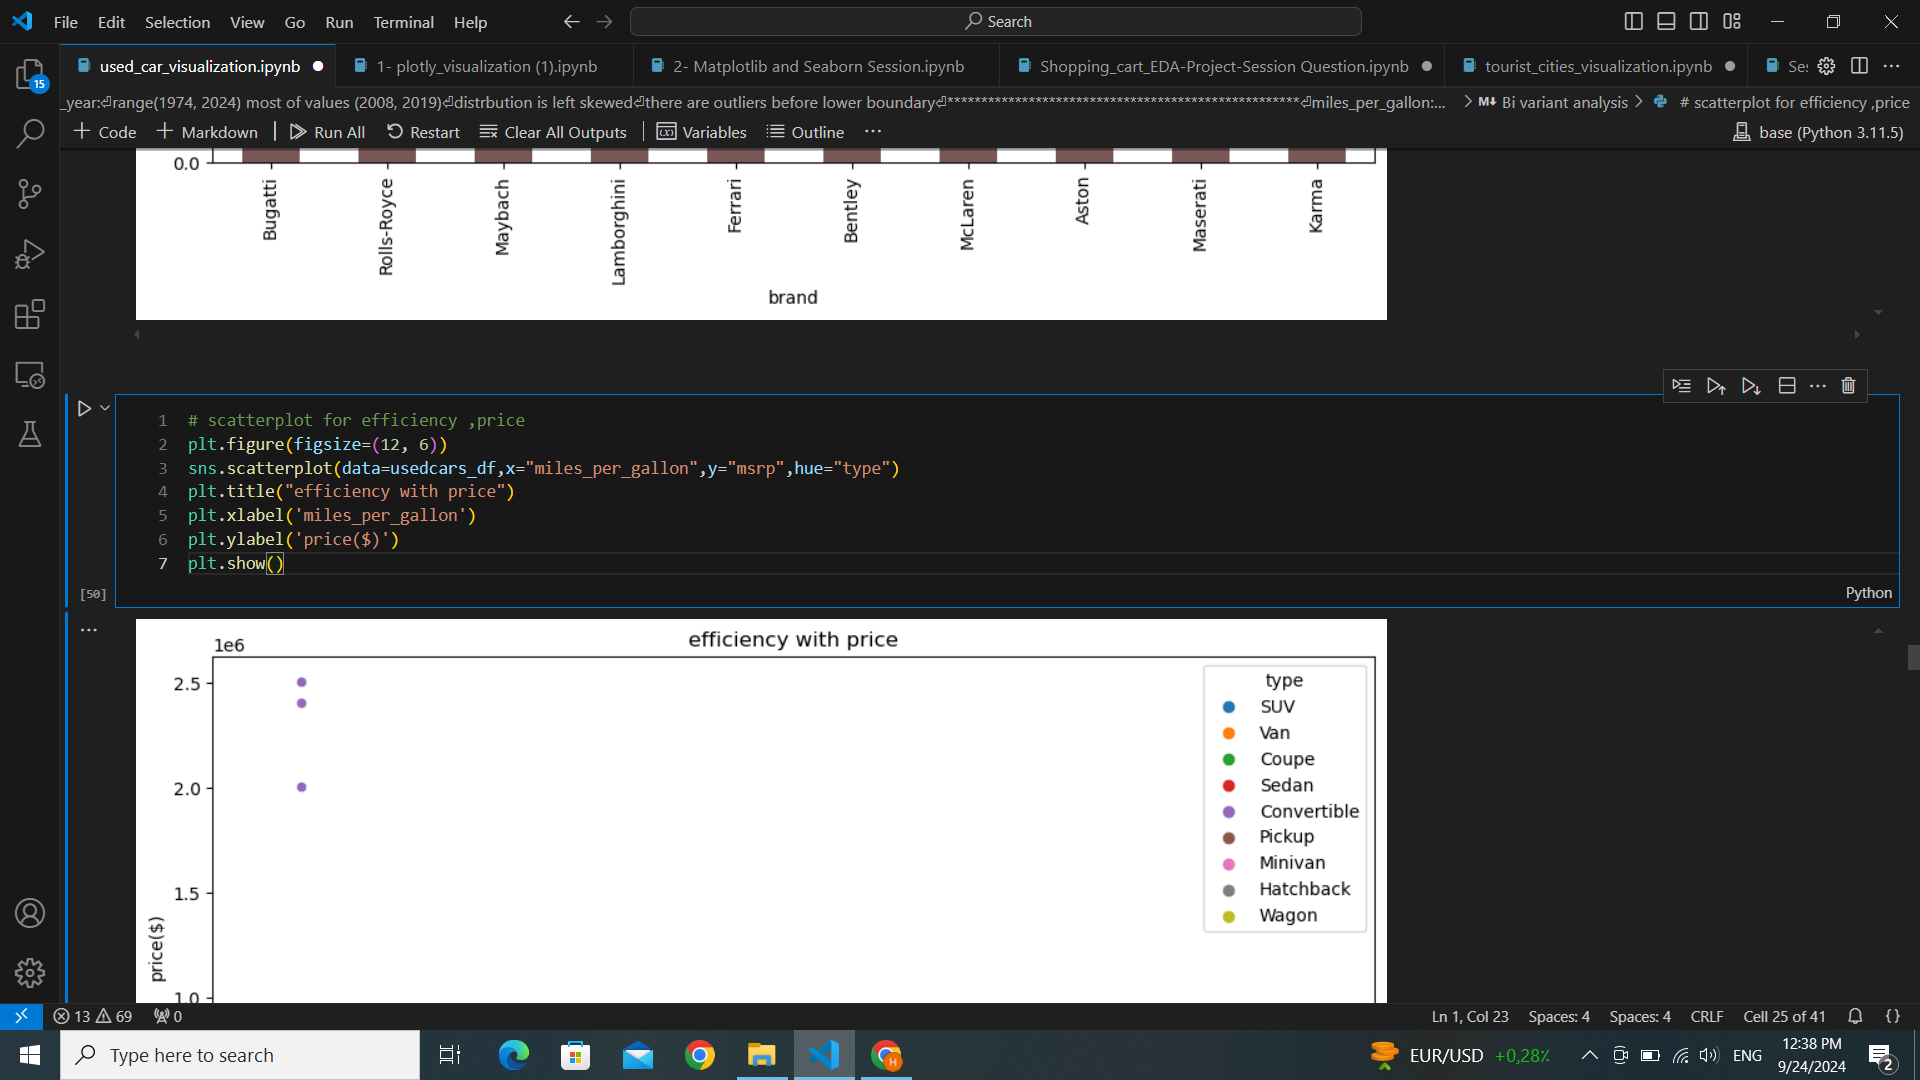 File Edit Selection View Go Run Terminal Help Search
15
used_car_visualization.ipynb 1- plotly_visualization (1).ipynb 2- Matplotlib and Seaborn Session.ipynb Shopping_cart_EDA-Project-Session Question.ipynb tourist_cities_visualization.ipynb Se:
_year:⏎range(1974, 2024) most of values (2008, 2019)⏎distrbution is left skewed⏎there are outliers before lower boundary⏎****************************************************⏎miles_per_gallon:... > M↓ Bi variant analysis > # scatterplot for efficiency ,price
+ Code + Markdown Run All Restart Clear All Outputs Variables Outline ... base (Python 3.11.5)
0.0
Bugatti Rolls-Royce Maybach Lamborghini Ferrari Bentley McLaren Aston Maserati Karma
brand
1 # scatterplot for efficiency ,price
2 plt.figure(figsize=(12, 6))
3 sns.scatterplot(data=usedcars_df,x="miles_per_gallon",y="msrp",hue="type")
4 plt.title("efficiency with price")
5 plt.xlabel('miles_per_gallon')
6 plt.ylabel('price($)')
7 plt.show()
[50] Python
efficiency with price
1e6
2.5
2.0
1.5
1.0
price($)
type
SUV
Van
Coupe
Sedan
Convertible
Pickup
Minivan
Hatchback
Wagon
13 69 0 Ln 1, Col 23 Spaces: 4 Spaces: 4 CRLF Cell 25 of 41
Type here to search H EUR/USD +0,28% ENG 12:38 PM
9/24/2024 2